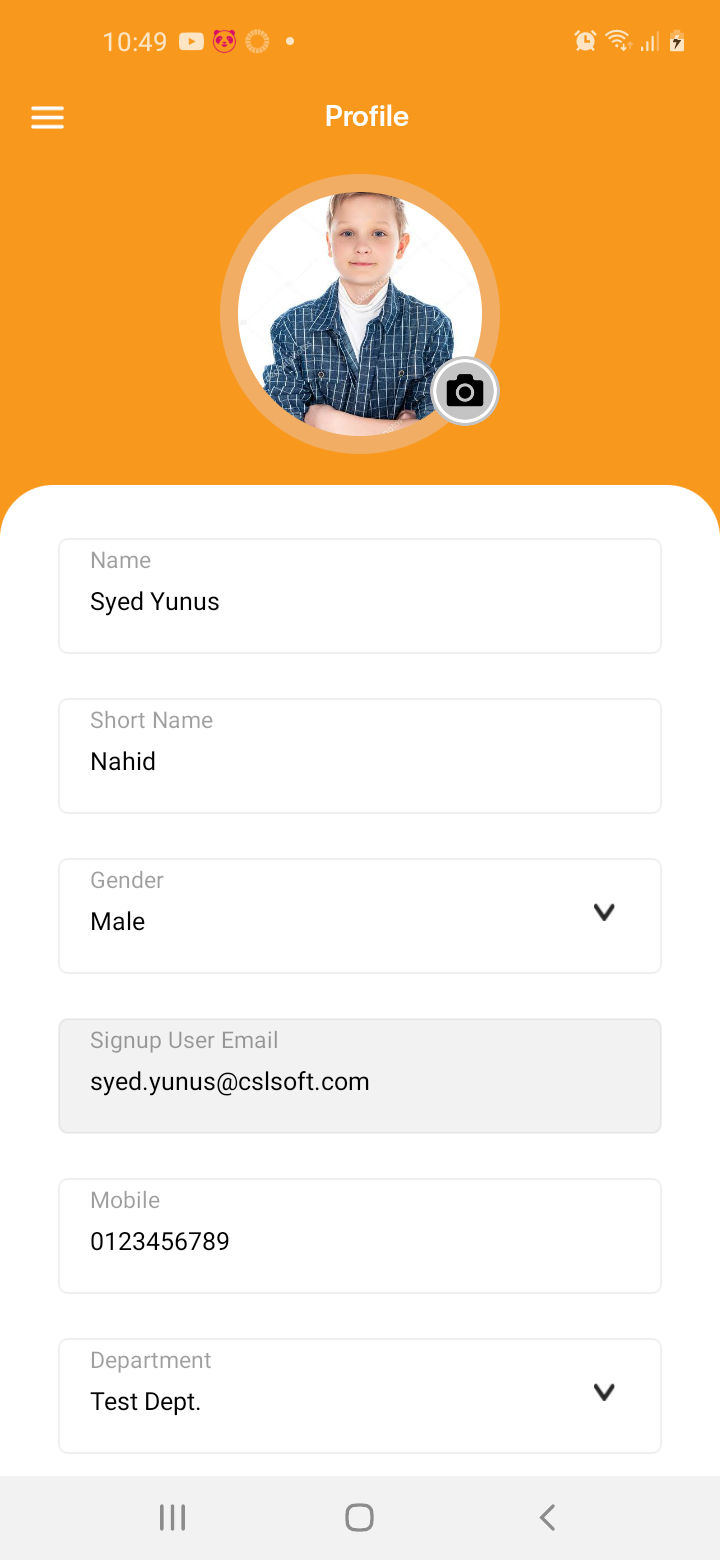 10:49
Profile
Name
Syed Yunus
Short Name
Nahid
Gender
Male
Signup User Email
syed.yunus@cslsoft.com
Mobile
0123456789
Department
Test Dept.